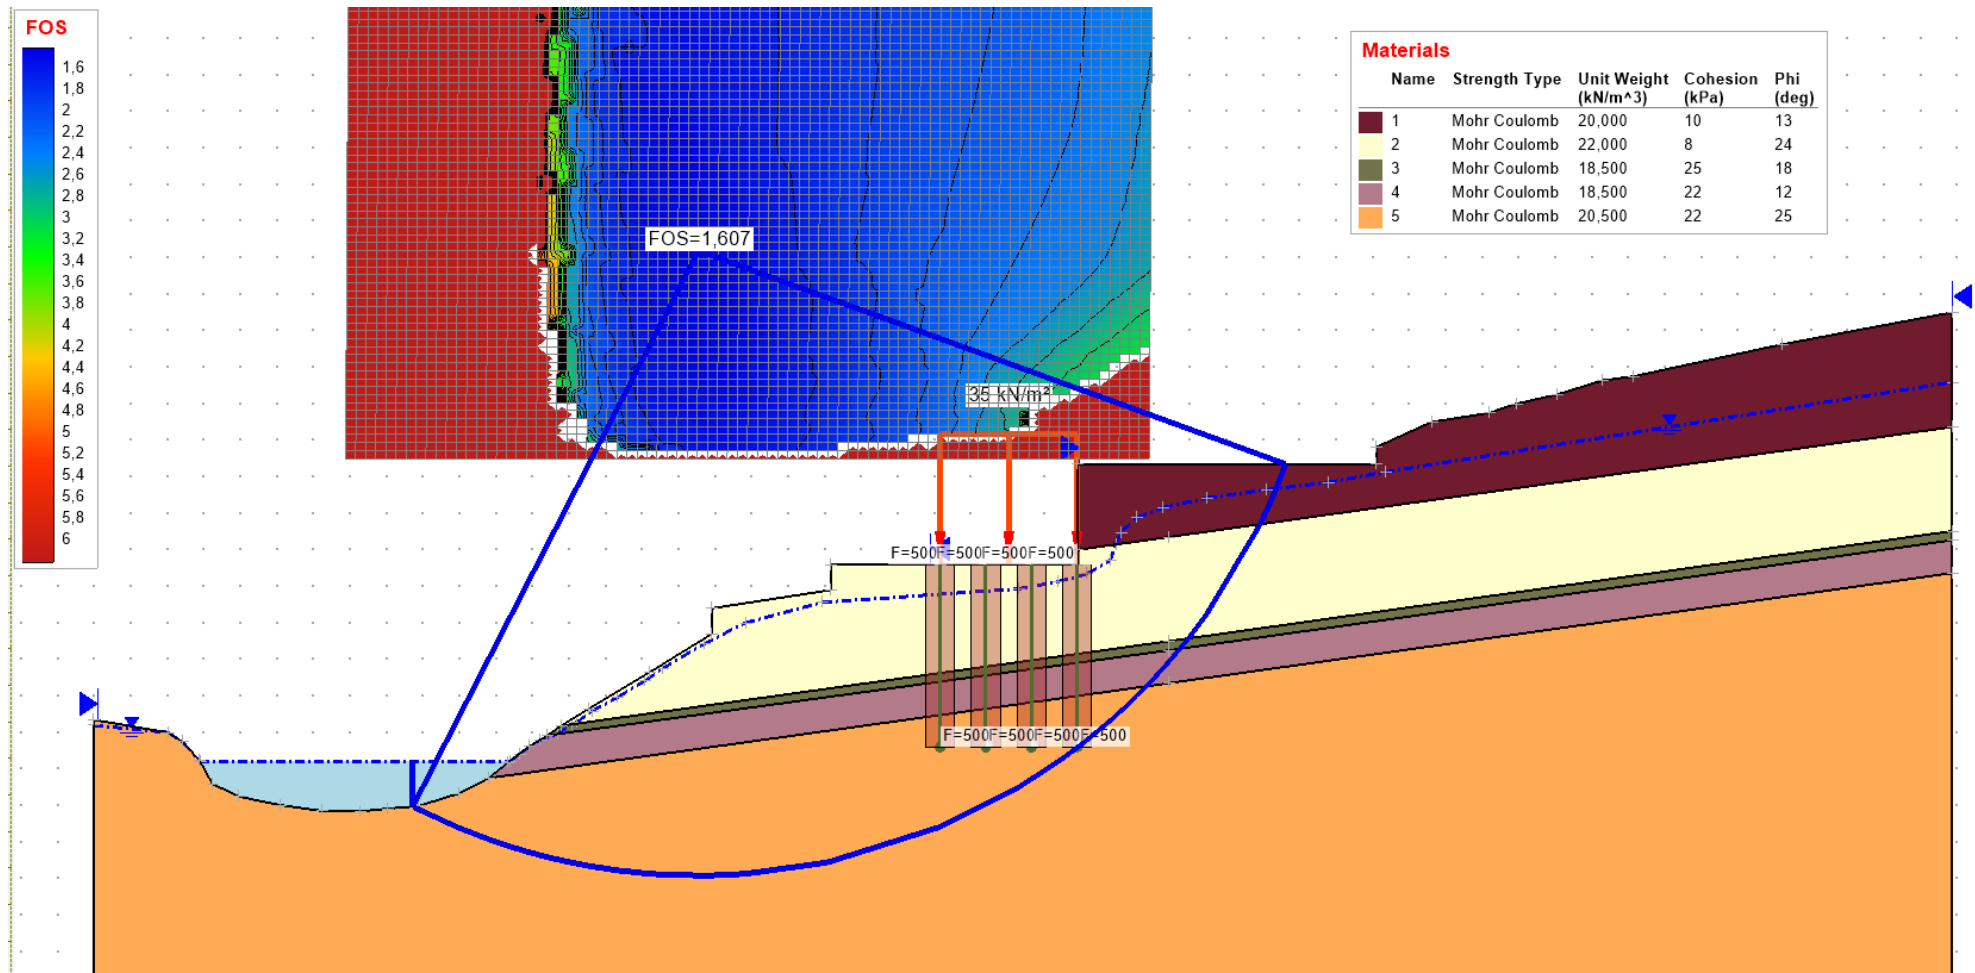 FOS
1,6
1,8
2
2,2
2,4
2,6
2,8
3
3,2
3,4
3,6
3,8
4
4,2
4,4
4,6
4,8
5
5,2
5,4
5,6
5,8
6
Materials
Name Strength Type Unit Weight (kN/m^3) Cohesion (kPa) Phi (deg)
1 Mohr Coulomb 20,000 10 13
2 Mohr Coulomb 22,000 8 24
3 Mohr Coulomb 18,500 25 18
4 Mohr Coulomb 18,500 22 12
5 Mohr Coulomb 20,500 22 25
FOS=1,607
35 kN/m²
F=500F=500F=500F=500
F=500F=500F=500F=500